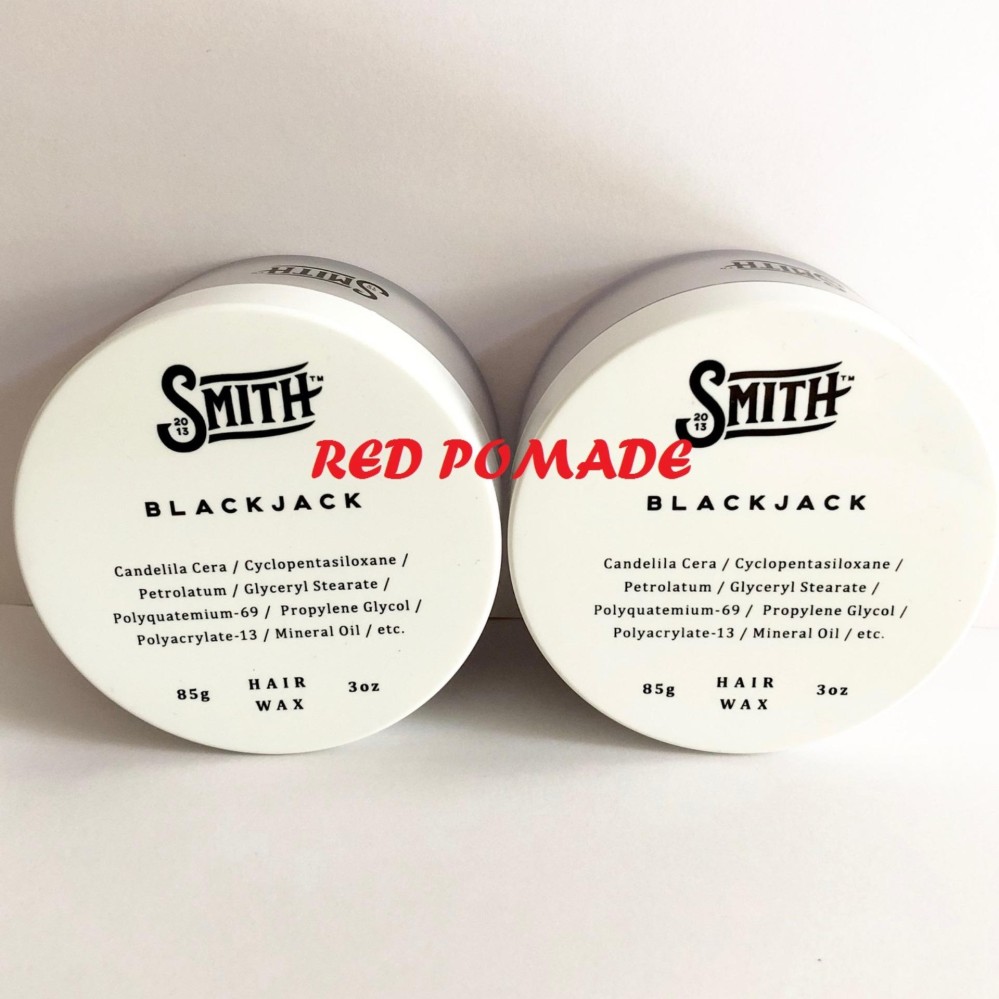 SMITH
SMITH™
20
13
BLACKJACK
Candelila Cera / Cyclopentasiloxane /
Petrolatum / Glyceryl Stearate /
Polyquatemium-69 / Propylene Glycol /
Polyacrylate-13 / Mineral Oil / etc.
85g HAIR 3oz
WAX
RED POMADE
SMITH
SMITH™
20
13
BLACKJACK
Candelila Cera / Cyclopentasiloxane /
Petrolatum / Glyceryl Stearate /
Polyquatemium-69 / Propylene Glycol /
Polyacrylate-13 / Mineral Oil / etc.
85g HAIR 3oz
WAX